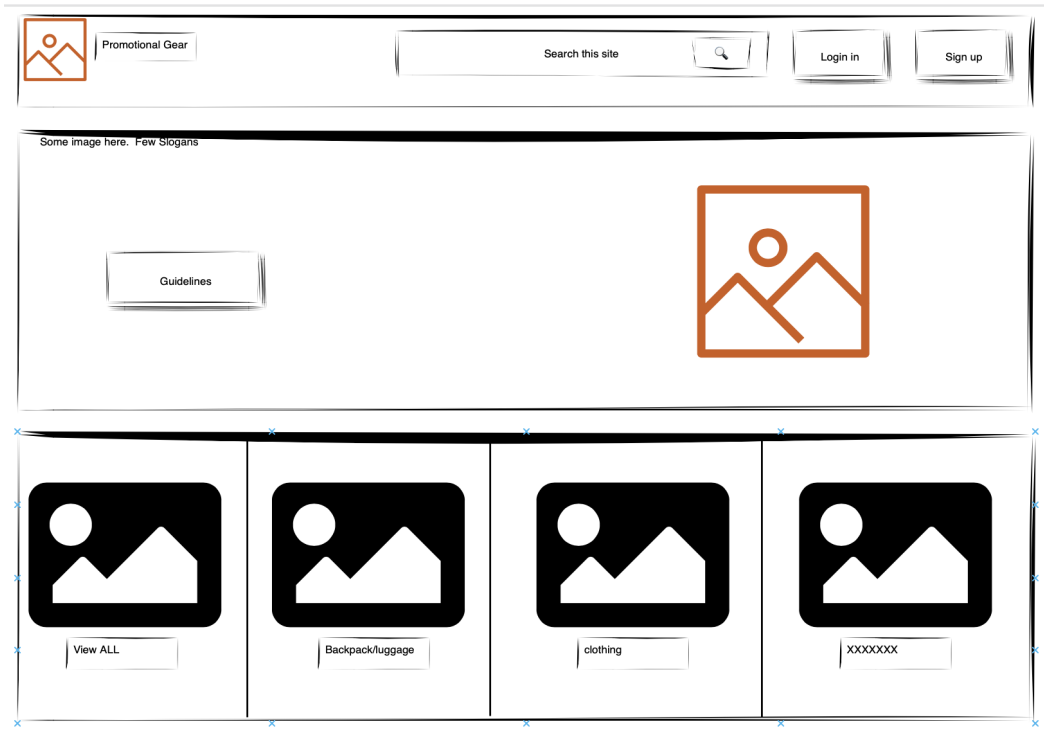 Promotional Gear
Search this site
Login in
Sign up
Some image here.  Few Slogans
Guidelines
View ALL
Backpack/luggage
clothing
XXXXXXX